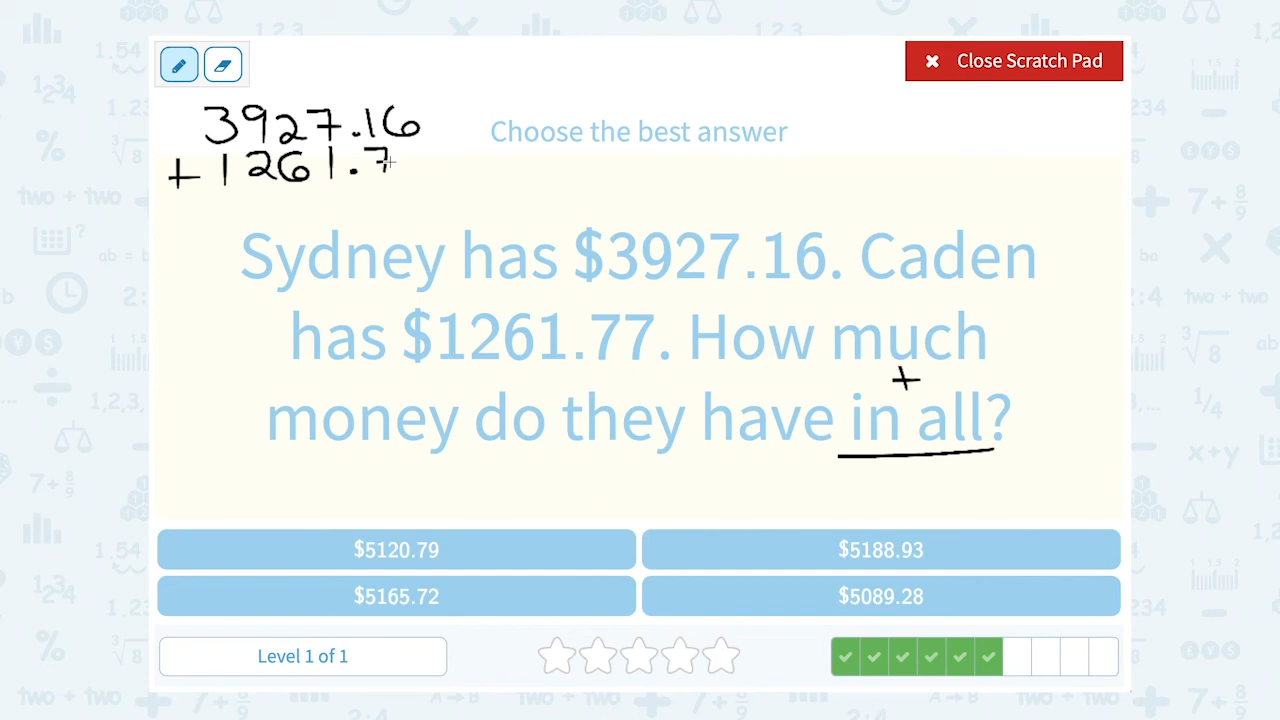 Close Scratch Pad
3927.16
+ 1261.7
Choose the best answer
Sydney has $3927.16. Caden
has $1261.77. How much
+
money do they have in all?
$5120.79
$5188.93
$5165.72
$5089.28
Level 1 of 1